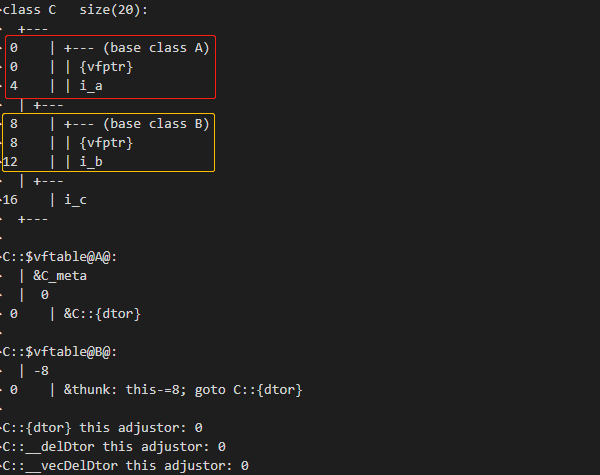 >class C   size(20):
>  +---
> 0    | +--- (base class A)
> 0    | | {vfptr}
> 4    | | i_a
>  | +---
> 8    | +--- (base class B)
> 8    | | {vfptr}
>12    | | i_b
>  | +---
>16    | i_c
>  +---
>
>C::$vftable@A@:
>  | &C_meta
>  |  0
> 0    | &C::{dtor}
>
>C::$vftable@B@:
>  | -8
> 0    | &thunk: this-=8; goto C::{dtor}
>
>C::{dtor} this adjustor: 0
>C::__delDtor this adjustor: 0
>C::__vecDelDtor this adjustor: 0